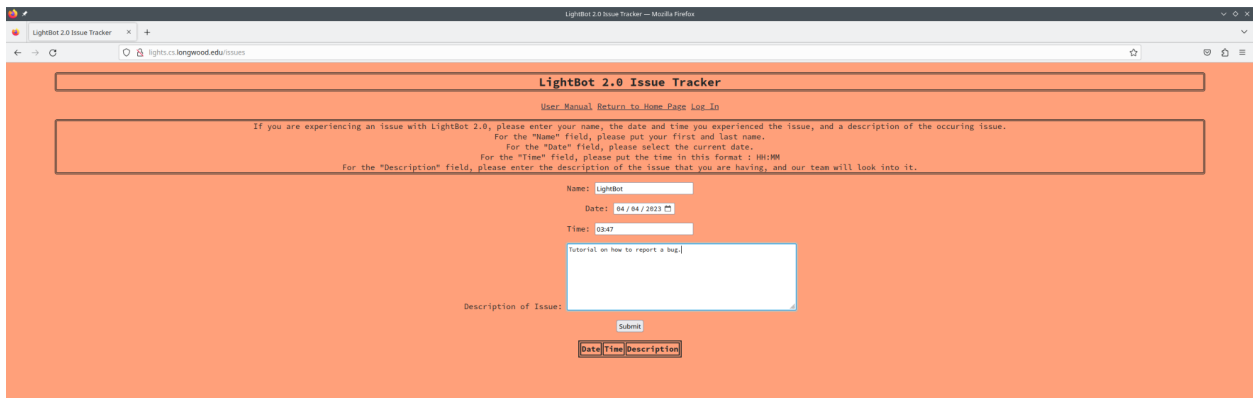 LightBot 2.0 Issue Tracker — Mozilla Firefox
LightBot 2.0 Issue Tracker
lights.cs.longwood.edu/issues
LightBot 2.0 Issue Tracker
User Manual Return to Home Page Log In
If you are experiencing an issue with LightBot 2.0, please enter your name, the date and time you experienced the issue, and a description of the occuring issue.
For the "Name" field, please put your first and last name.
For the "Date" field, please select the current date.
For the "Time" field, please put the time in this format : HH:MM
For the "Description" field, please enter the description of the issue that you are having, and our team will look into it.
Name: LightBot
Date: 04/04/2023
Time: 03:47
Tutorial on how to report a bug.
Description of Issue:
Submit
Date Time Description